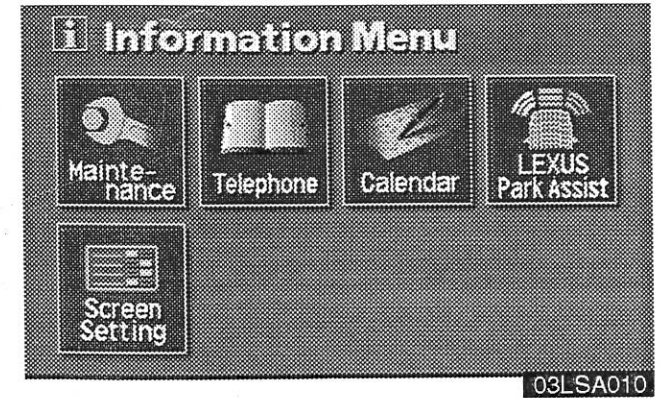 i Information Menu
Mainte-
nance
Telephone
Calendar
LEXUS
Park Assist
Screen
Setting
03LSA010